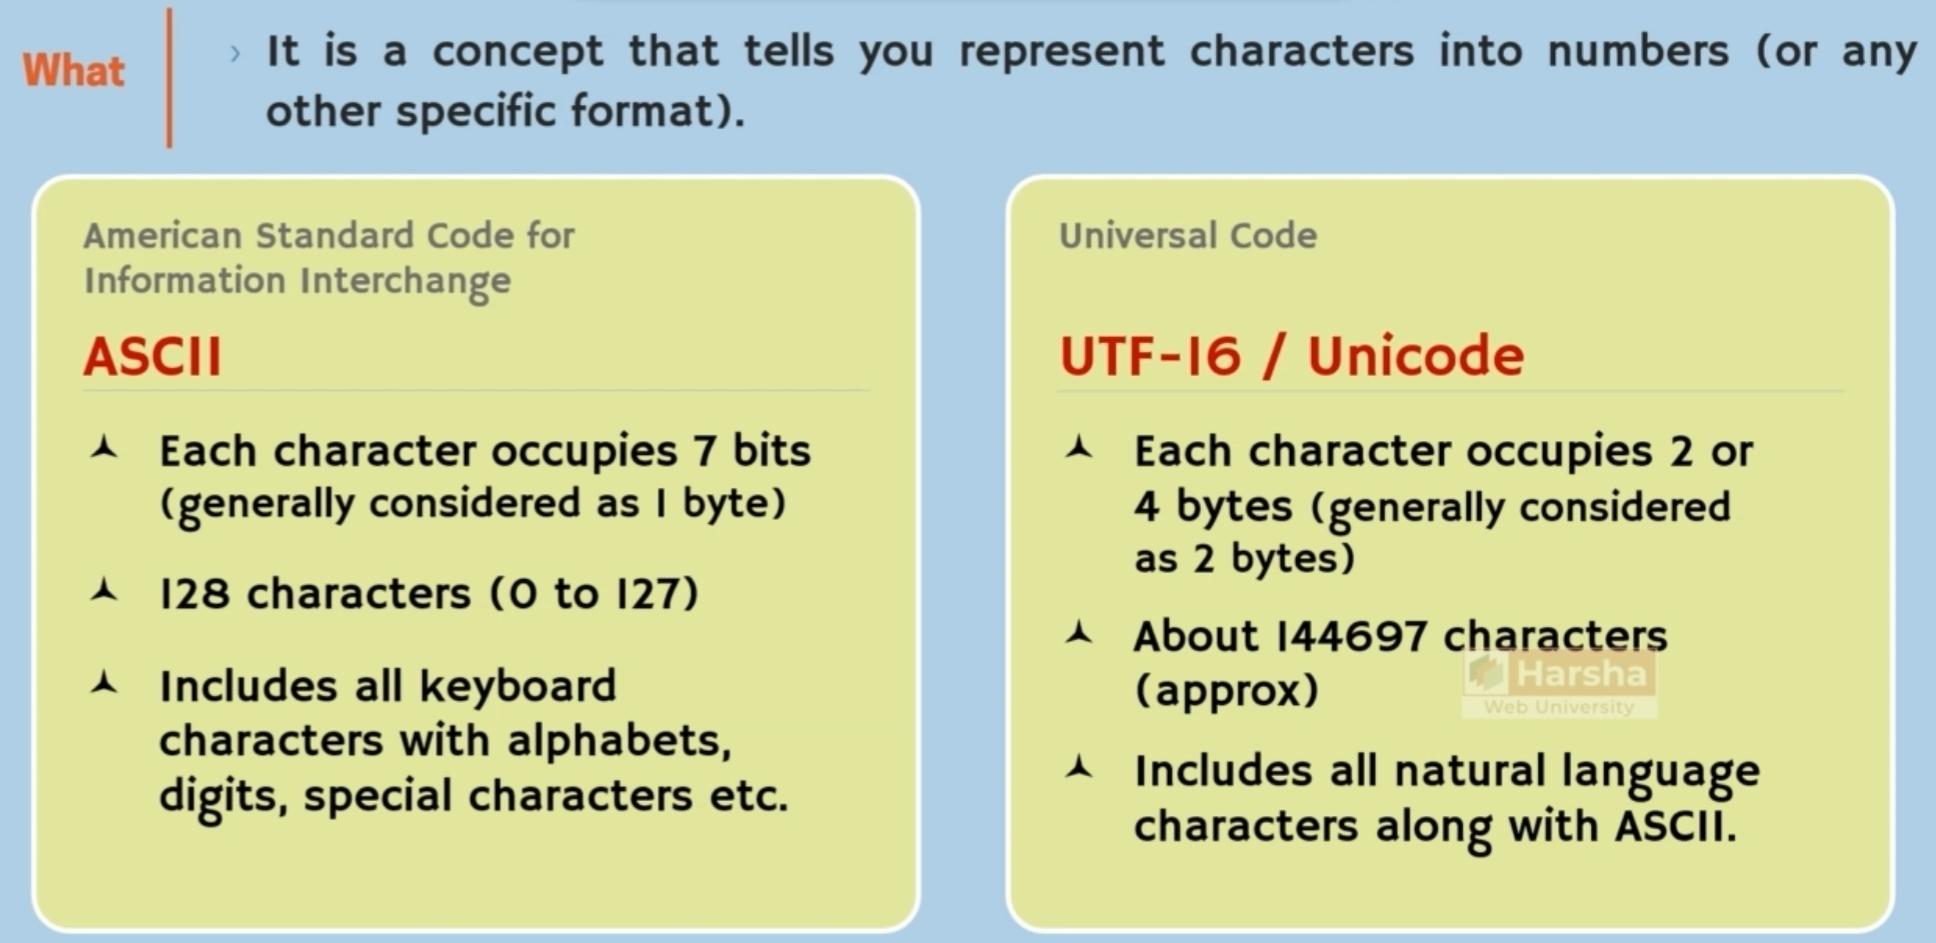 What
› It is a concept that tells you represent characters into numbers (or any
other specific format).
American Standard Code for
Information Interchange
ASCII
Each character occupies 7 bits
(generally considered as 1 byte)
128 characters (0 to 127)
Includes all keyboard
characters with alphabets,
digits, special characters etc.
Universal Code
UTF-16 / Unicode
Each character occupies 2 or
4 bytes (generally considered
as 2 bytes)
About 144697 characters
(approx)
Harsha
Web University
Includes all natural language
characters along with ASCII.